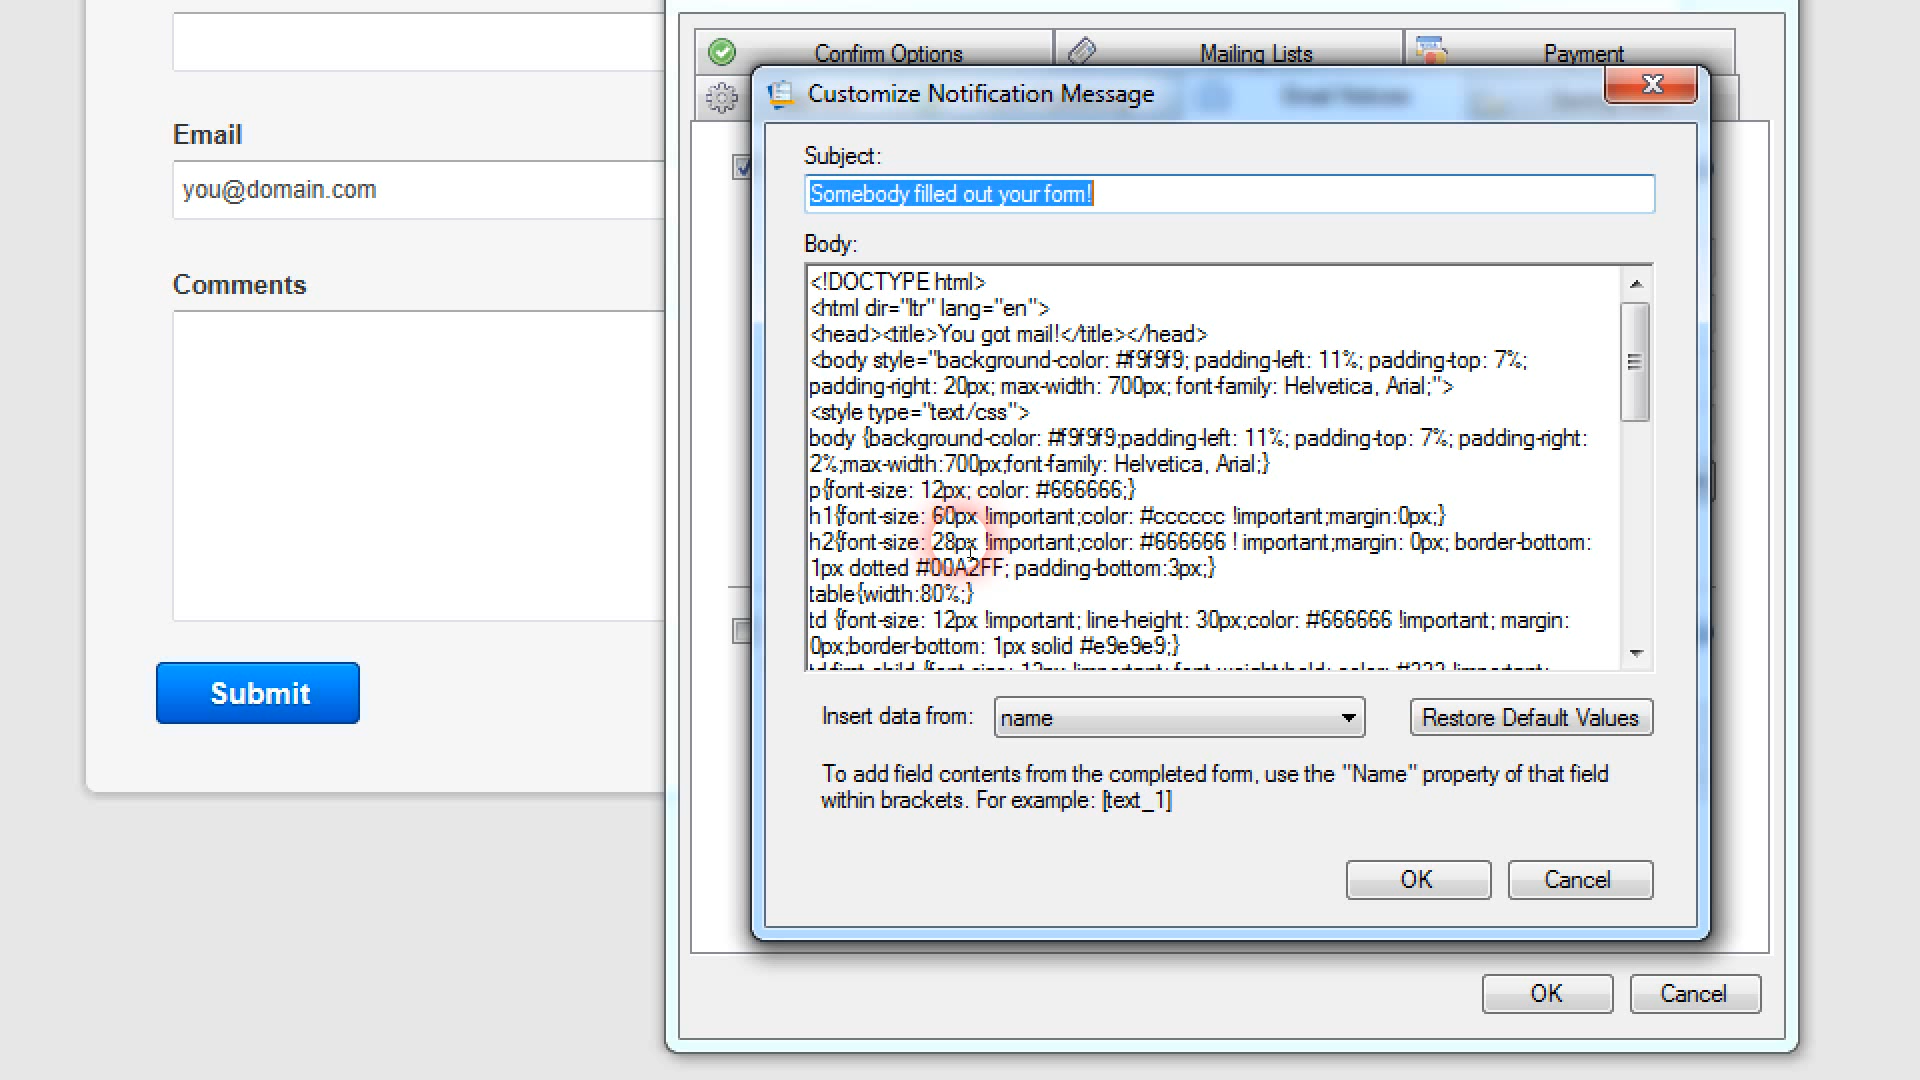 Confirm Options
Mailing Lists
Payment
Customize Notification Message
Email
you@domain.com
Comments
Submit
Subject:
Somebody filled out your form!
Body:
<!DOCTYPE html>
<html dir="ltr" lang="en">
<head><title>You got mail!</title></head>
<body style="background-color: #f9f9f9; padding-left: 11%; padding-top: 7%;
padding-right: 20px; max-width: 700px; font-family: Helvetica, Arial;">
<style type="text/css">
body {background-color: #f9f9f9;padding-left: 11%; padding-top: 7%; padding-right:
2%;max-width:700px;font-family: Helvetica, Arial;}
p{font-size: 12px; color: #666666;}
h1{font-size: 60px !important;color: #cccccc !important;margin:0px;}
h2{font-size: 28px !important;color: #666666 ! important;margin: 0px; border-bottom:
1px dotted #00A2FF; padding-bottom:3px;}
table{width:80%;}
td {font-size: 12px !important; line-height: 30px;color: #666666 !important; margin:
0px;border-bottom: 1px solid #e9e9e9;}
Insert data from:
name
Restore Default Values
To add field contents from the completed form, use the "Name" property of that field
within brackets. For example: [text_1]
OK
Cancel
OK
Cancel